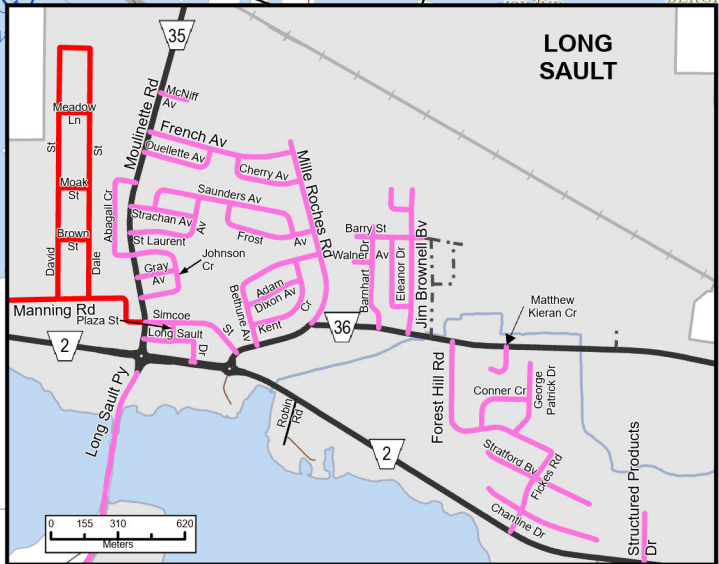 LONG
SAULT
35
Moulinette Rd
McNiff
Av
Meadow
Ln
French Av
Ouellette Av
Cherry Av
Mille Roches Rd
St
St
Moak
St
Abagail Cr
Saunders Av
Strachan Av
Av
St Laurent
Frost
Av
Brown
St
David
Dale
Johnson
Cr
Gray
Av
Barry St
Walner Av
Barnhart Dr
Eleanor Dr
Jim Brownell Bv
Adam
Dixon Av
Bethune Av
Kent
Cr
Manning Rd
Plaza St
Simcoe
St
Long Sault
Dr
36
2
Matthew
Kieran Cr
Forest Hill Rd
Conner Cr
George
Patrick Dr
Long Sault Py
Robin
Rd
2
Stratford Bv
Fickes Rd
Chantine Dr
Structured Products
Dr
0 155 310 620
Meters